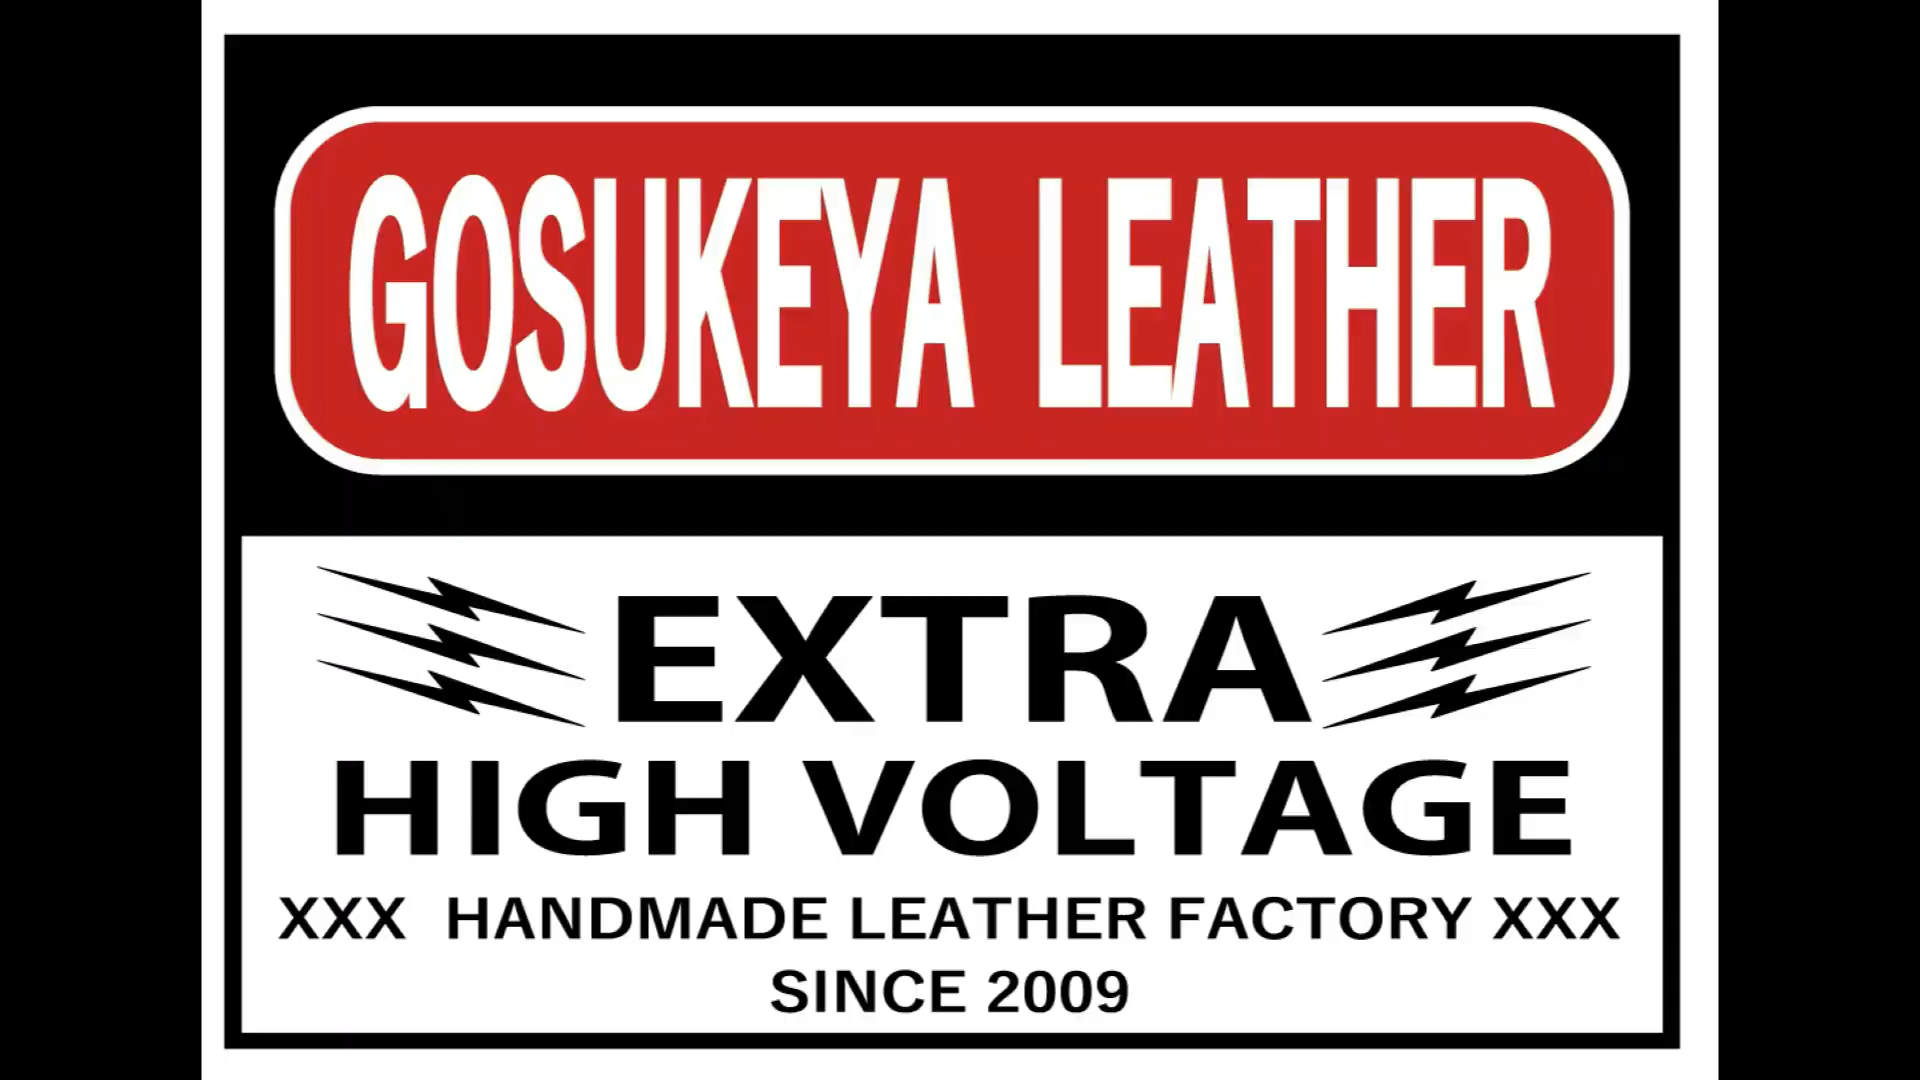 GOSUKEYA LEATHER
EXTRA
HIGH VOLTAGE
XXX HANDMADE LEATHER FACTORY XXX
SINCE 2009